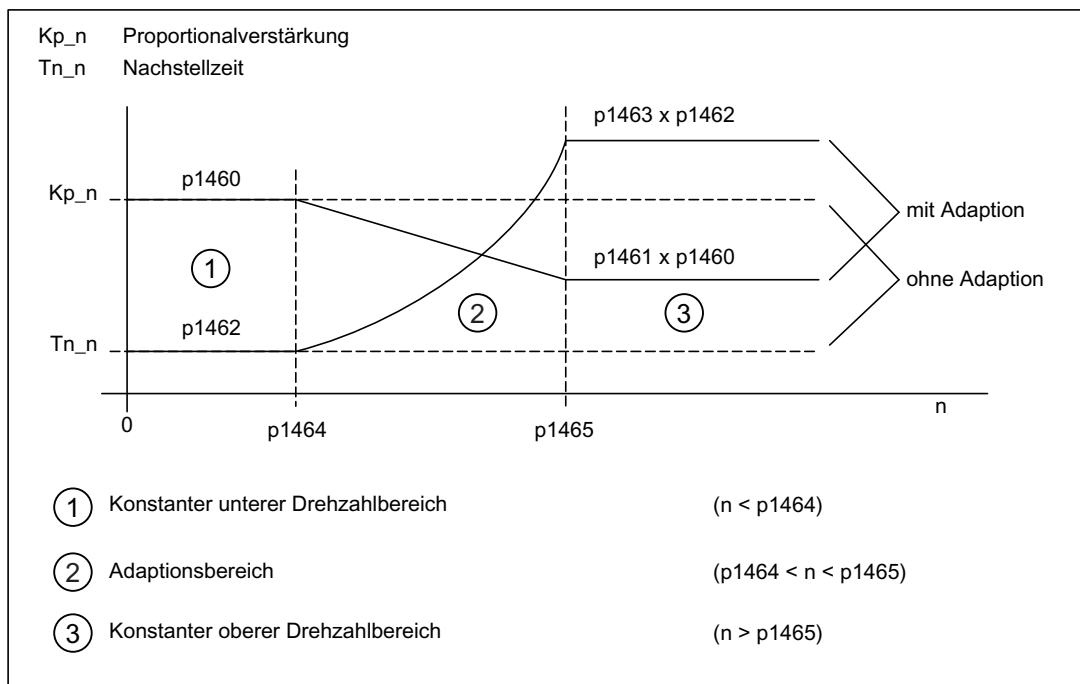 Kp_n Proportionalverstärkung
Tn_n Nachstellzeit
p1463 x p1462
p1460
Kp_n
mit Adaption
p1461 x p1460
1
ohne Adaption
2
3
p1462
Tn_n
n
0
p1464
p1465
1 Konstanter unterer Drehzahlbereich (n < p1464)
2 Adaptionsbereich (p1464 < n < p1465)
3 Konstanter oberer Drehzahlbereich (n > p1465)